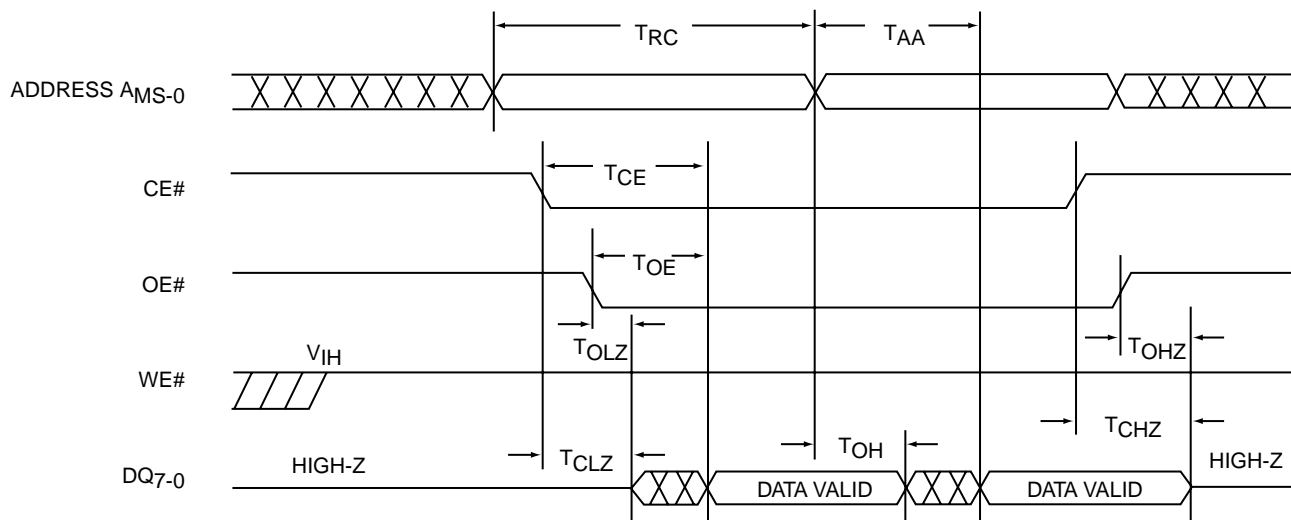 TRC
TAA
ADDRESS AMS-0
TCE
CE#
TOE
OE#
TOLZ
TOHZ
VIH
WE#
TCHZ
TCLZ
TOH
HIGH-Z
HIGH-Z
DQ7-0
DATA VALID
DATA VALID